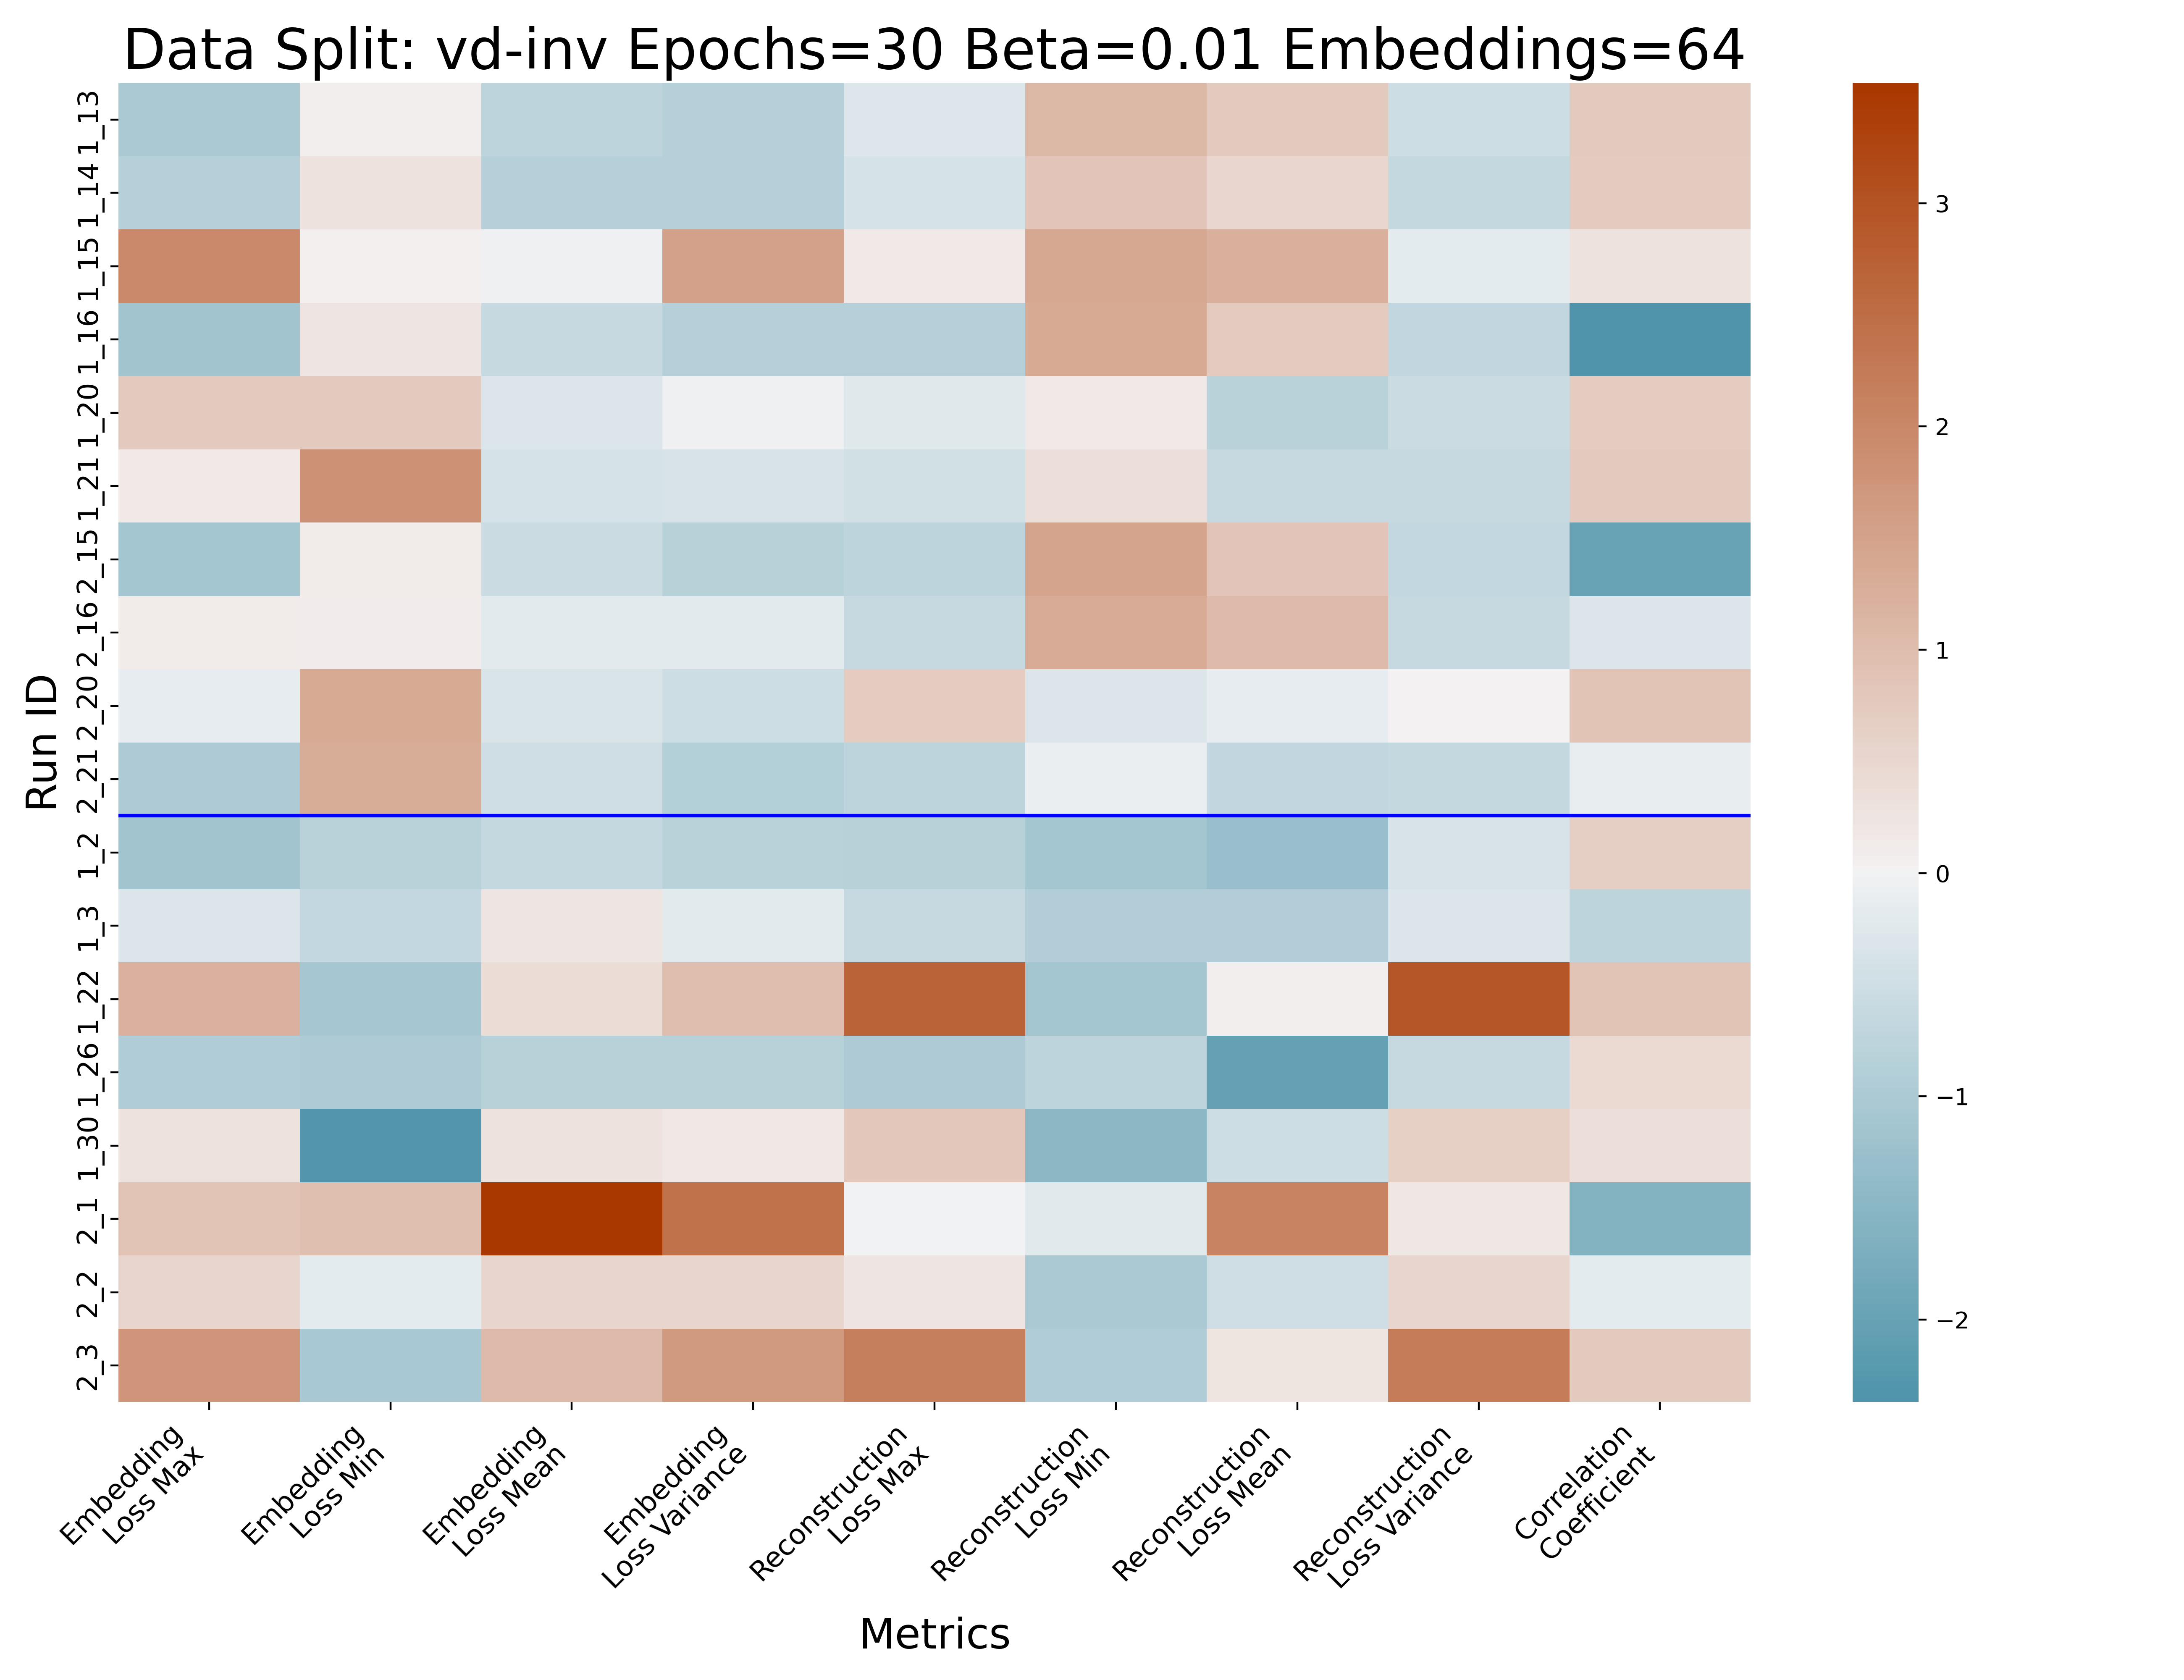 Data Split: vd-inv Epochs=30 Beta=0.01 Embeddings=64
Run ID
1_13
1_14
1_15
1_16
1_20
1_21
2_15
2_16
2_20
2_21
1_2
1_3
1_22
1_26
1_30
2_1
2_2
2_3
3
2
1
0
−1
−2
Embedding
Loss Max
Embedding
Loss Min
Embedding
Loss Mean
Embedding
Loss Variance
Reconstruction
Loss Max
Reconstruction
Loss Min
Reconstruction
Loss Mean
Reconstruction
Loss Variance
Correlation
Coefficient
Metrics